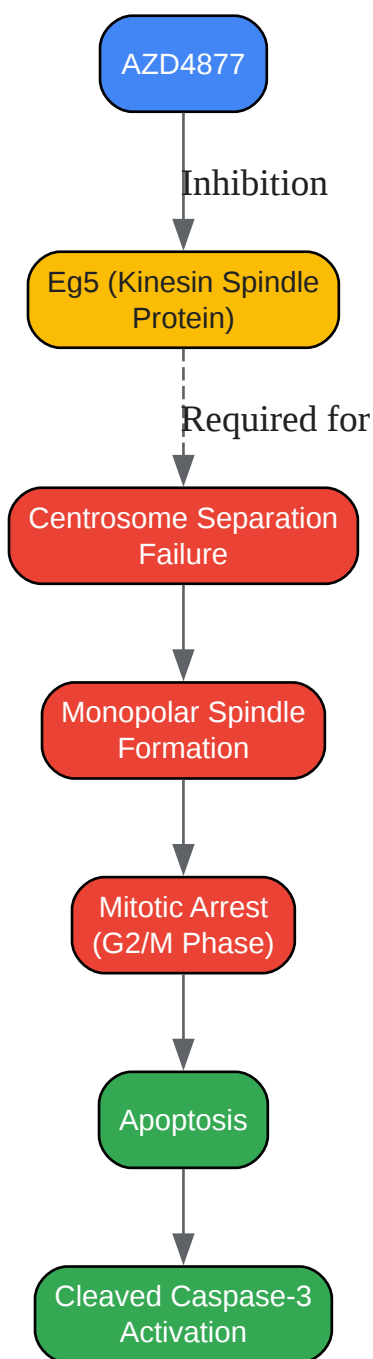 AZD4877
Inhibition
Eg5 (Kinesin Spindle
Protein)
Required for
Centrosome Separation
Failure
Monopolar Spindle
Formation
Mitotic Arrest
(G2/M Phase)
Apoptosis
Cleaved Caspase-3
Activation